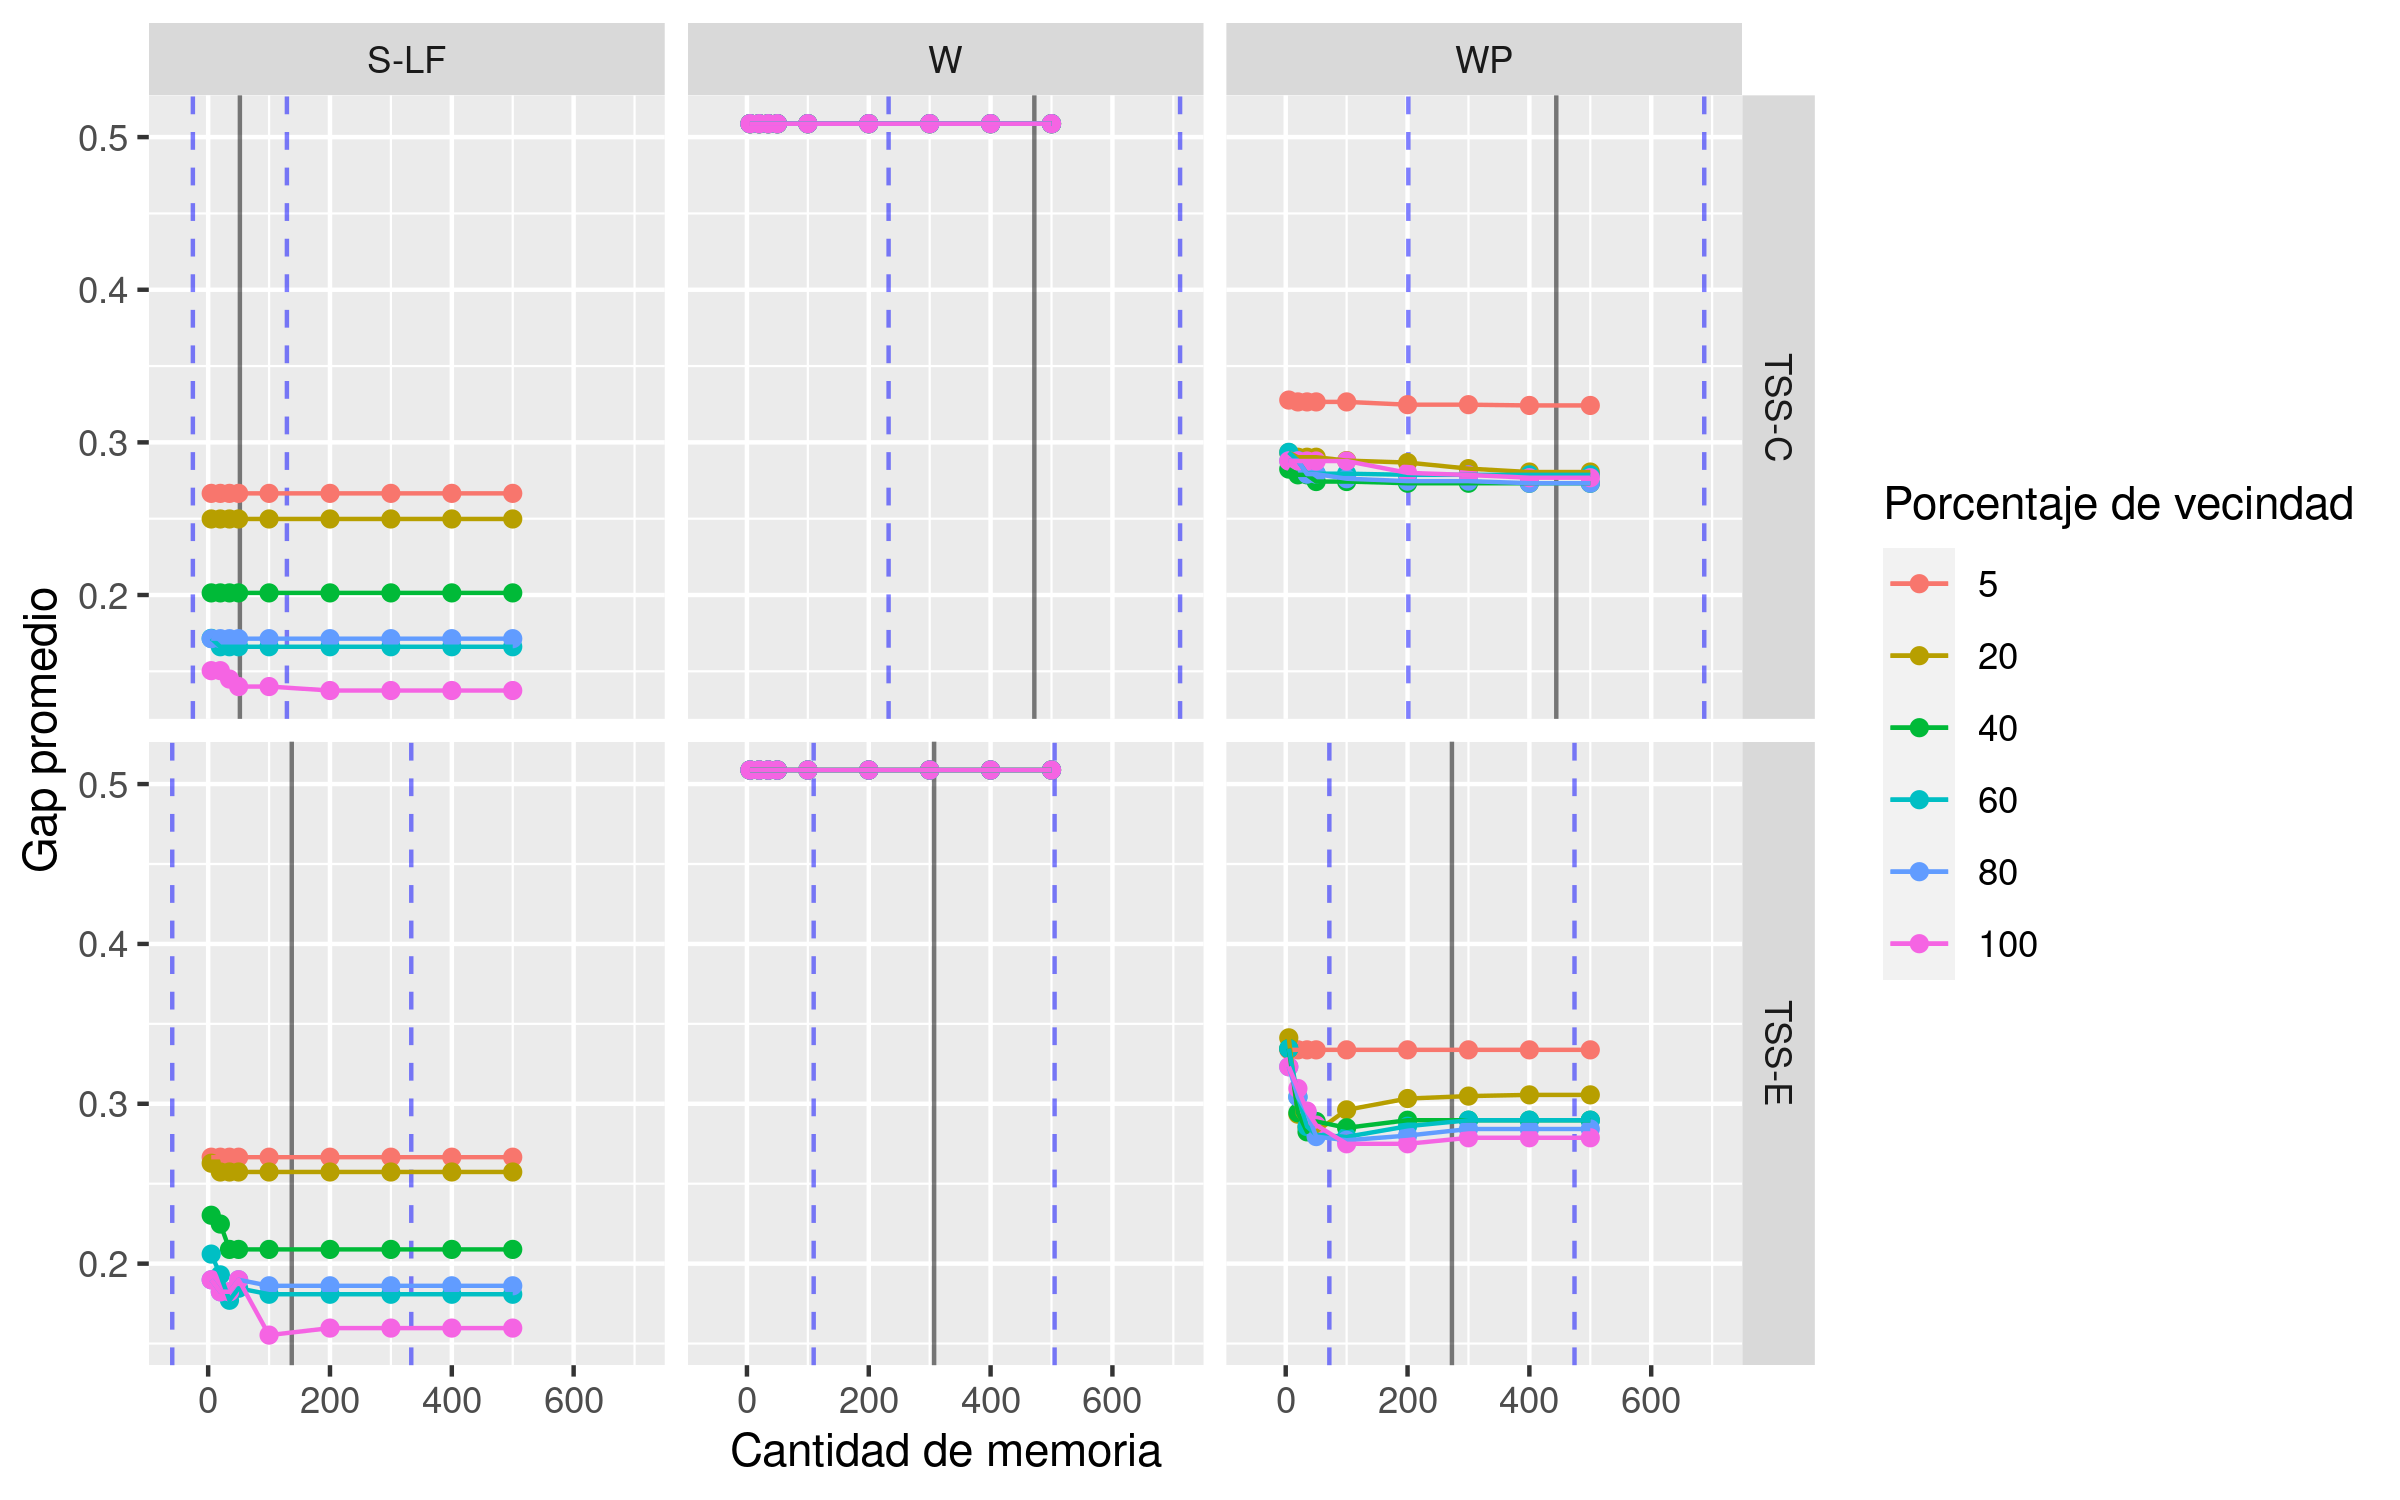 S-LF W WP
0.5
0.4
0.3
0.2
TSS-C
0.5
0.4
0.3
0.2
TSS-E
0 200 400 600 0 200 400 600 0 200 400 600
Cantidad de memoria
Gap promedio
Porcentaje de vecindad
5
20
40
60
80
100